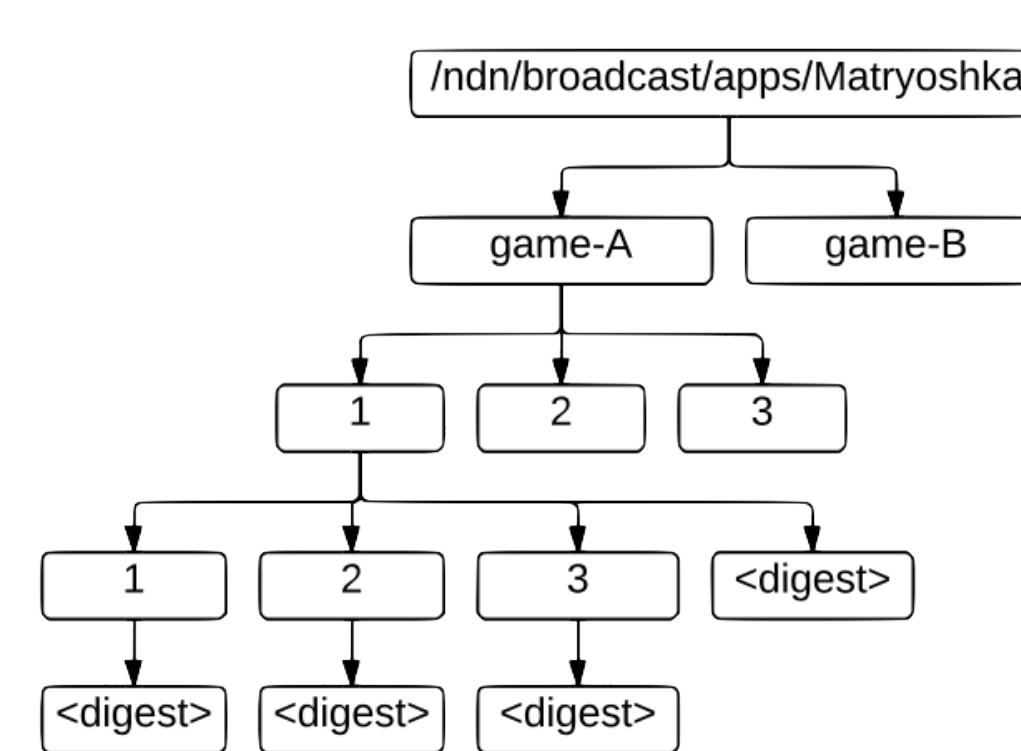 /ndn/broadcast/apps/Matryoshka
game-A
game-B
1
2
3
1
2
3
<digest>
<digest>
<digest>
<digest>